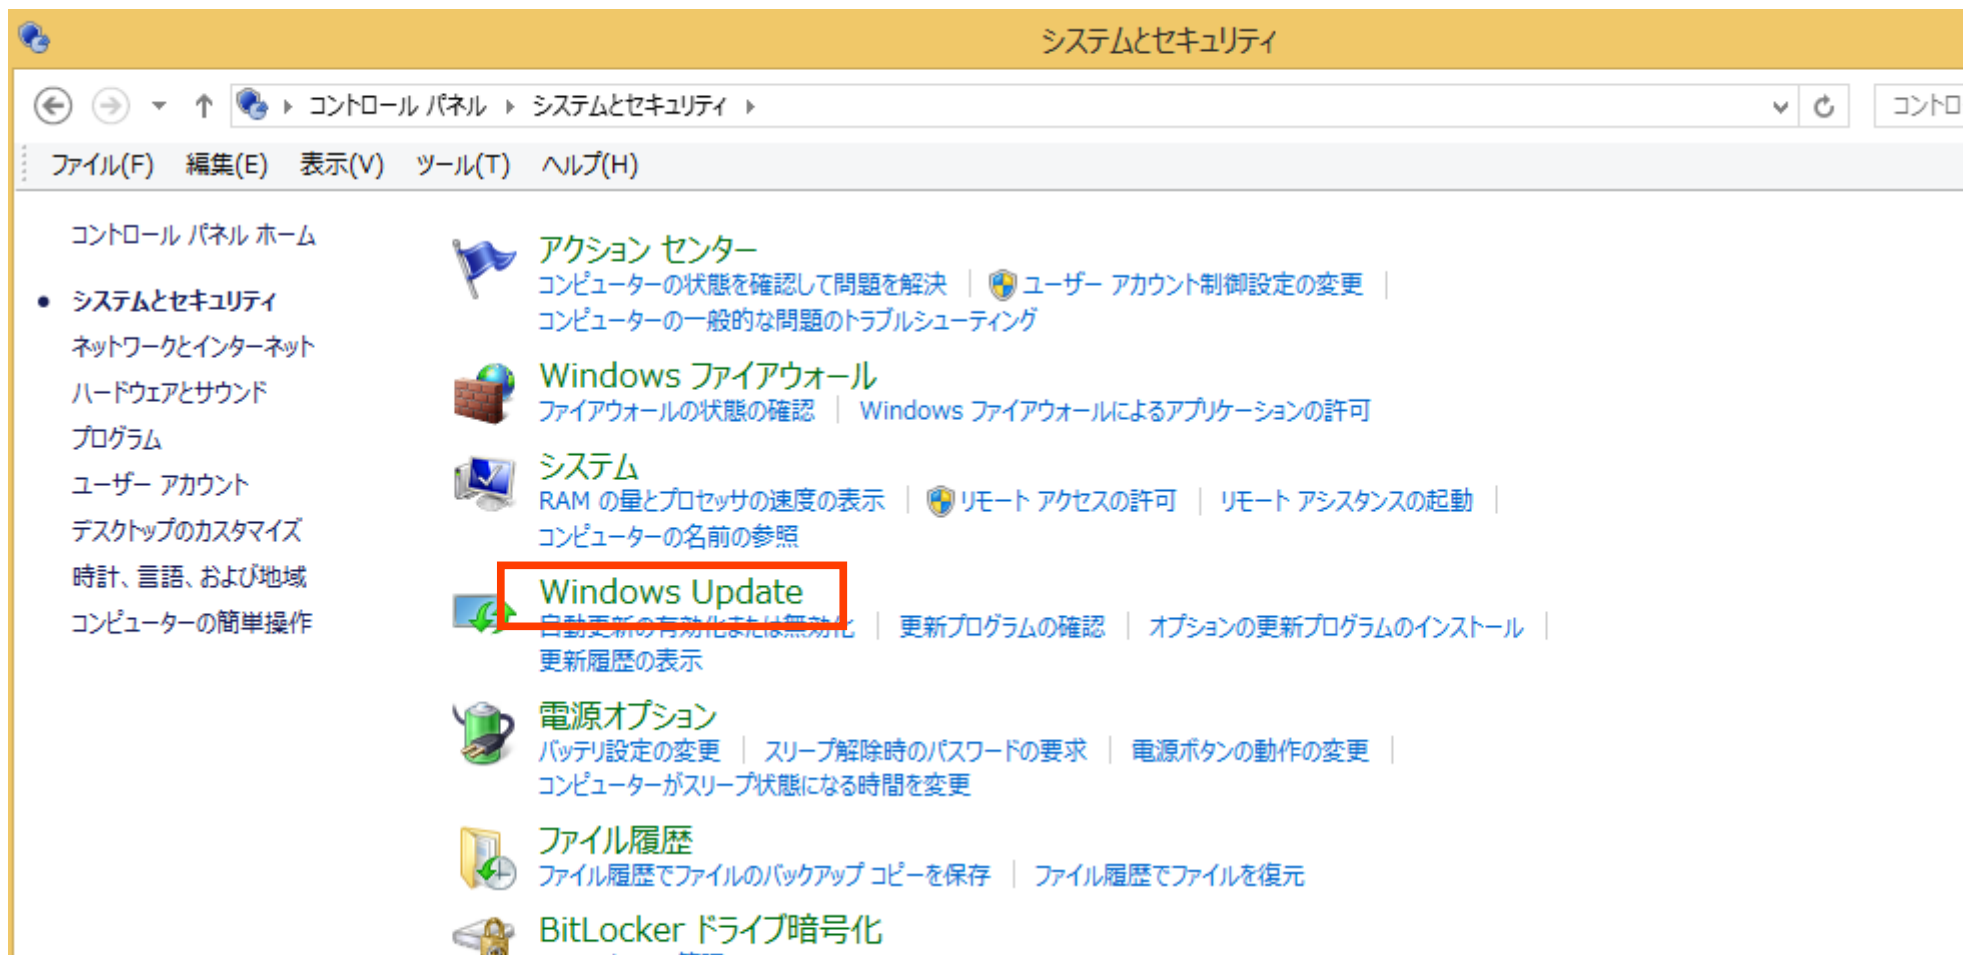 システムとセキュリティ
コントロール パネル システムとセキュリティ
コントロ
ファイル(F) 編集(E) 表示(V) ツール(T) ヘルプ(H)
コントロール パネル ホーム
システムとセキュリティ
ネットワークとインターネット
ハードウェアとサウンド
プログラム
ユーザー アカウント
デスクトップのカスタマイズ
時計、言語、および地域
コンピューターの簡単操作
アクション センター
コンピューターの状態を確認して問題を解決 ユーザー アカウント制御設定の変更
コンピューターの一般的な問題のトラブルシューティング
Windows ファイアウォール
ファイアウォールの状態の確認 Windows ファイアウォールによるアプリケーションの許可
システム
RAM の量とプロセッサの速度の表示 リモート アクセスの許可 リモート アシスタンスの起動
コンピューターの名前の参照
Windows Update
自動更新の有効化または無効化 更新プログラムの確認 オプションの更新プログラムのインストール
更新履歴の表示
電源オプション
バッテリ設定の変更 スリープ解除時のパスワードの要求 電源ボタンの動作の変更
コンピューターがスリープ状態になる時間を変更
ファイル履歴
ファイル履歴でファイルのバックアップ コピーを保存 ファイル履歴でファイルを復元
BitLocker ドライブ暗号化